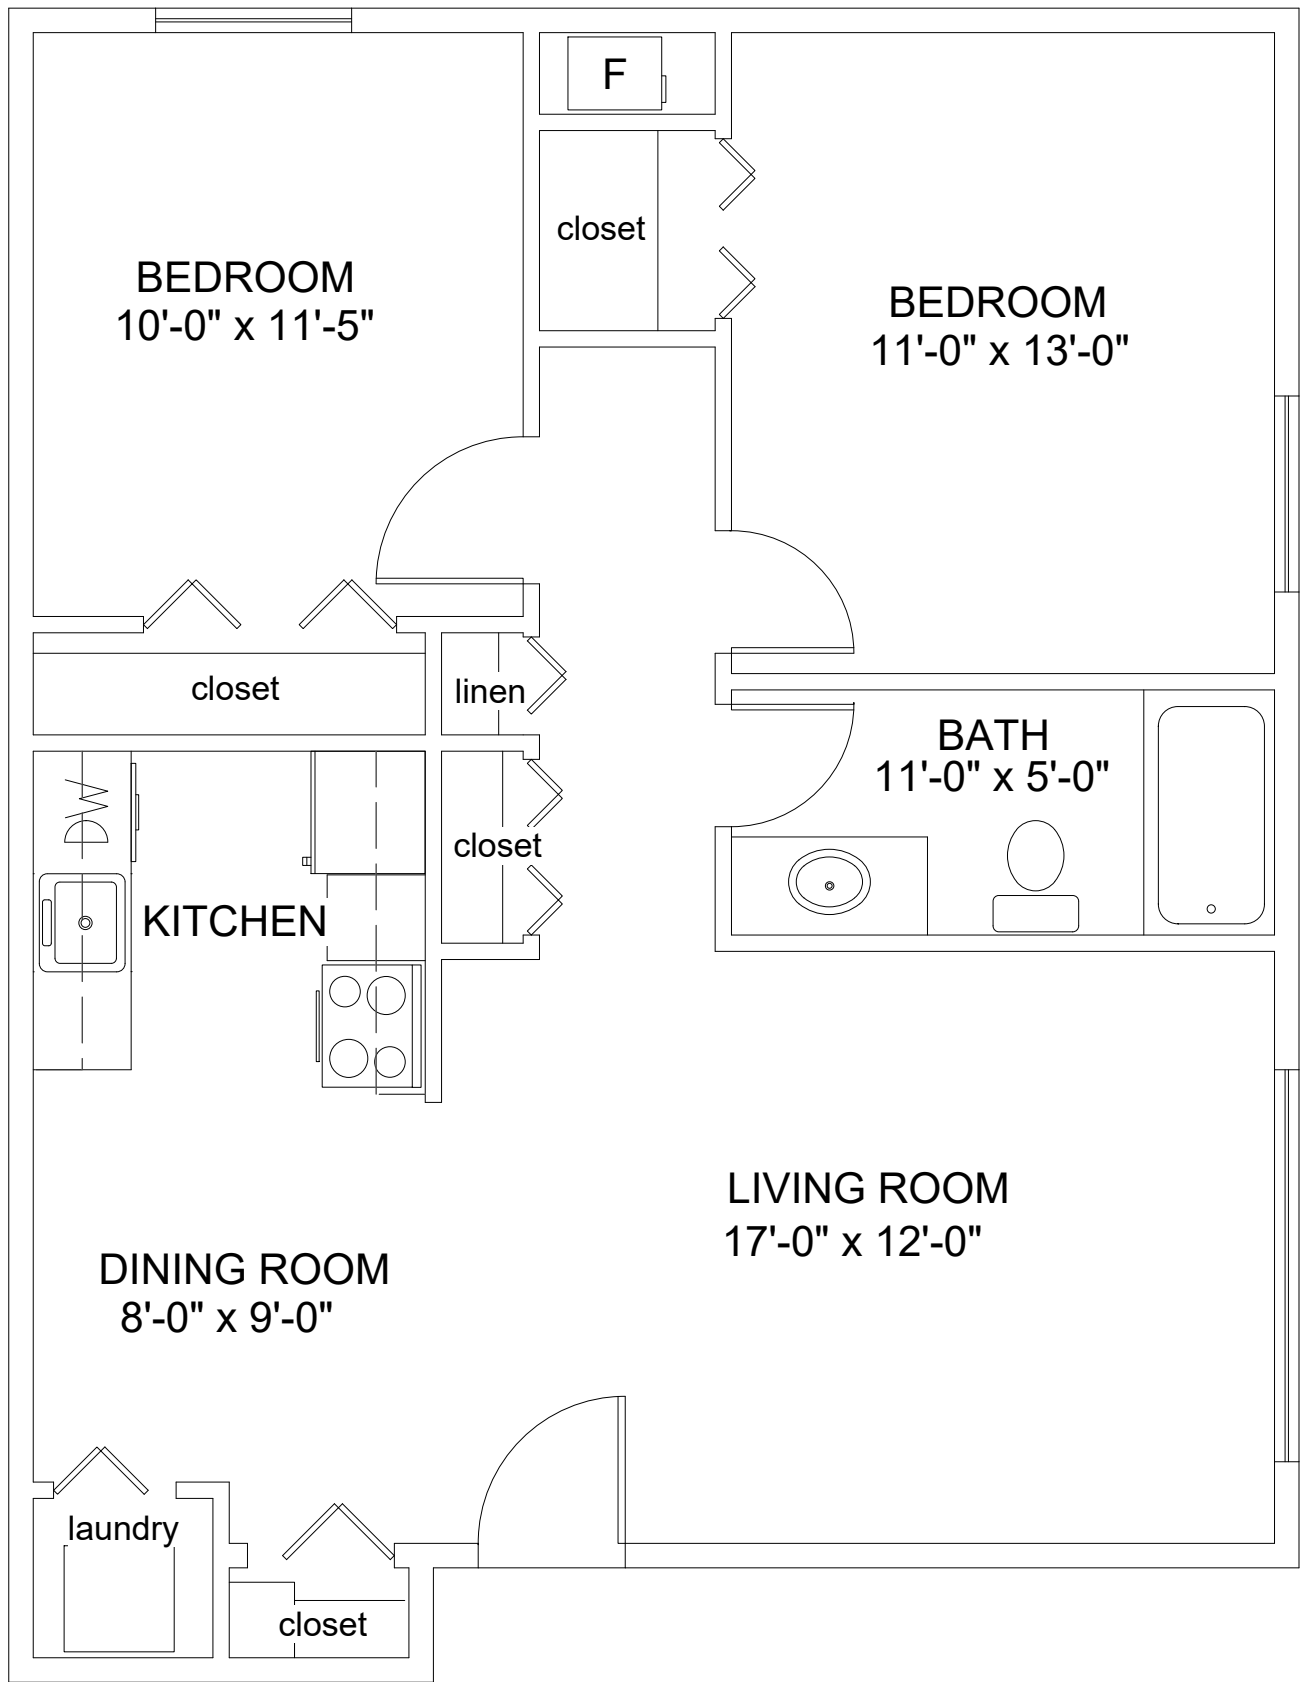 F
closet
BEDROOM
10'-0" x 11'-5"
BEDROOM
11'-0" x 13'-0"
closet
linen
BATH
11'-0" x 5'-0"
DW
closet
KITCHEN
LIVING ROOM
17'-0" x 12'-0"
DINING ROOM
8'-0" x 9'-0"
laundry
closet